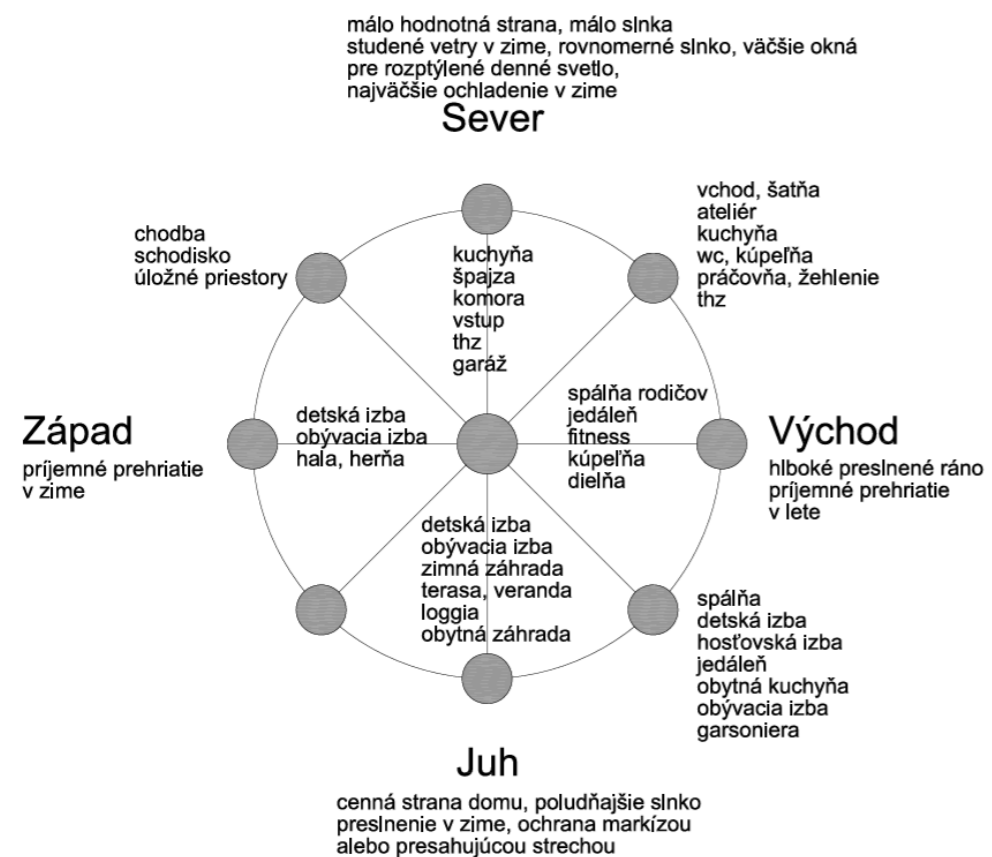 málo hodnotná strana, málo slnka
studené vetry v zime, rovnomerné slnko, väčšie okná
pre rozptýlené denné svetlo,
najväčšie ochladenie v zime
Sever
chodba
schodisko
úložné priestory
kuchyňa
špajza
komora
vstup
thz
garáž
vchod, šatňa
ateliér
kuchyňa
wc, kúpeľňa
práčovňa, žehlenie
thz
Západ
príjemné prehriatie
v zime
detská izba
obývacia izba
hala, herňa
spálňa rodičov
jedáleň
fitness
kúpeľňa
dielňa
Východ
hlboké preslnené ráno
príjemné prehriatie
v lete
detská izba
obývacia izba
zimná záhrada
terasa, veranda
loggia
obytná záhrada
spálňa
detská izba
hosťovská izba
jedáleň
obytná kuchyňa
obývacia izba
garsoniera
Juh
cenná strana domu, poludňajšie slnko
preslnenie v zime, ochrana markízou
alebo presahujúcou strechou